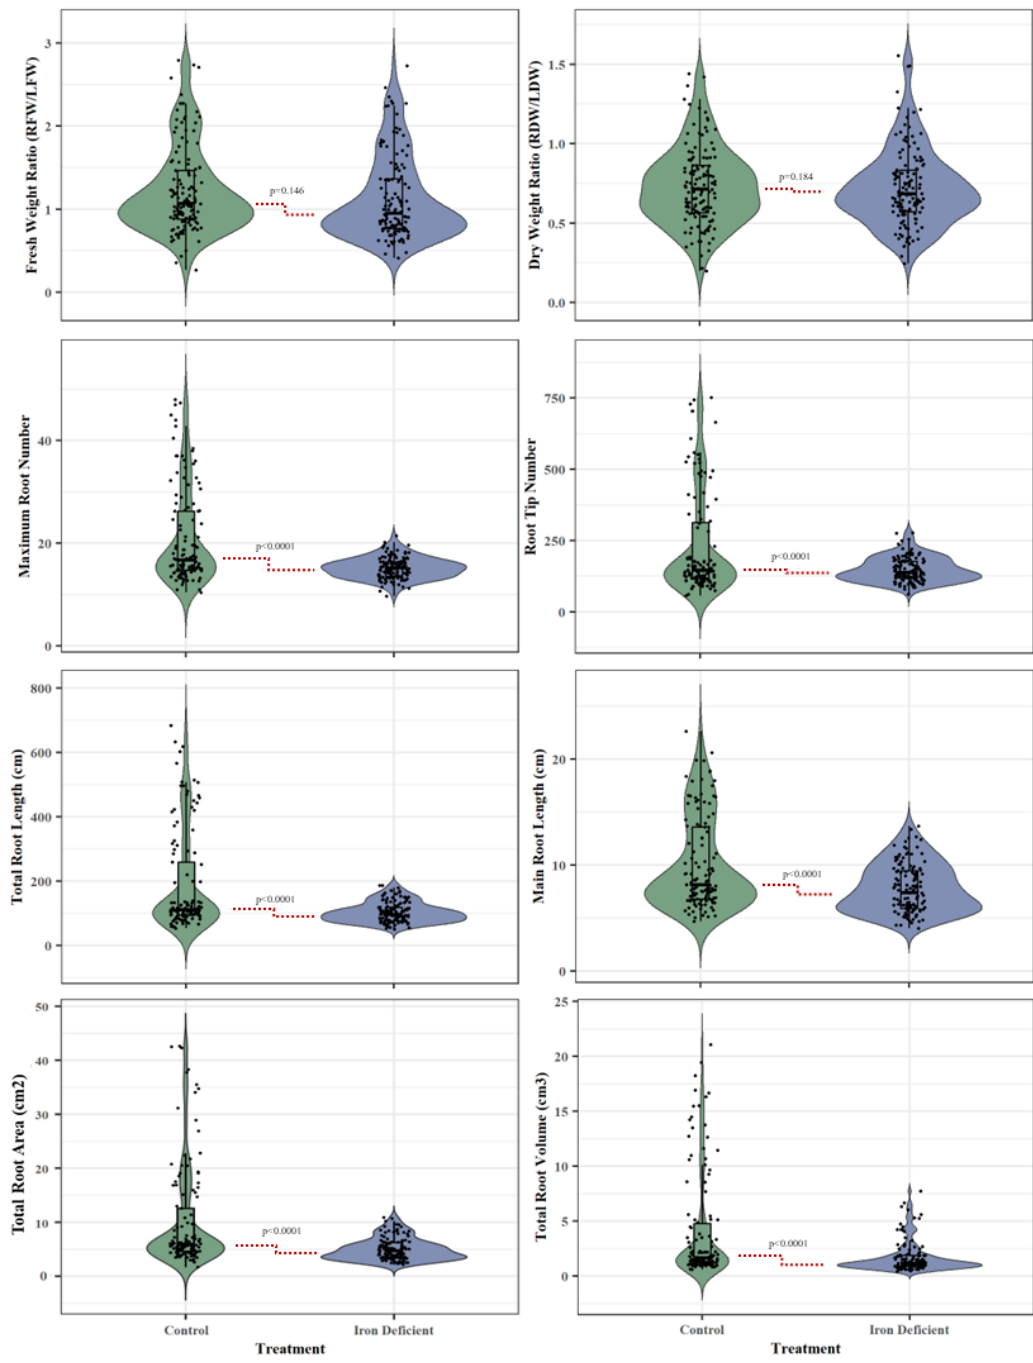 Fresh Weight Ratio (RFW/LFW)
3
2
1
0
p=0.146
Dry Weight Ratio (RDW/LDW)
1.5
1.0
0.5
0.0
p=0.184
Maximum Root Number
40
20
0
p<0.0001
Root Tip Number
750
500
250
0
p<0.0001
Total Root Length (cm)
800
600
400
200
0
p<0.0001
Main Root Length (cm)
20
10
0
p<0.0001
Total Root Area (cm2)
50
40
30
20
10
0
p<0.0001
Total Root Volume (cm3)
25
20
15
10
5
0
p<0.0001
Control
Iron Deficient
Treatment
Control
Iron Deficient
Treatment